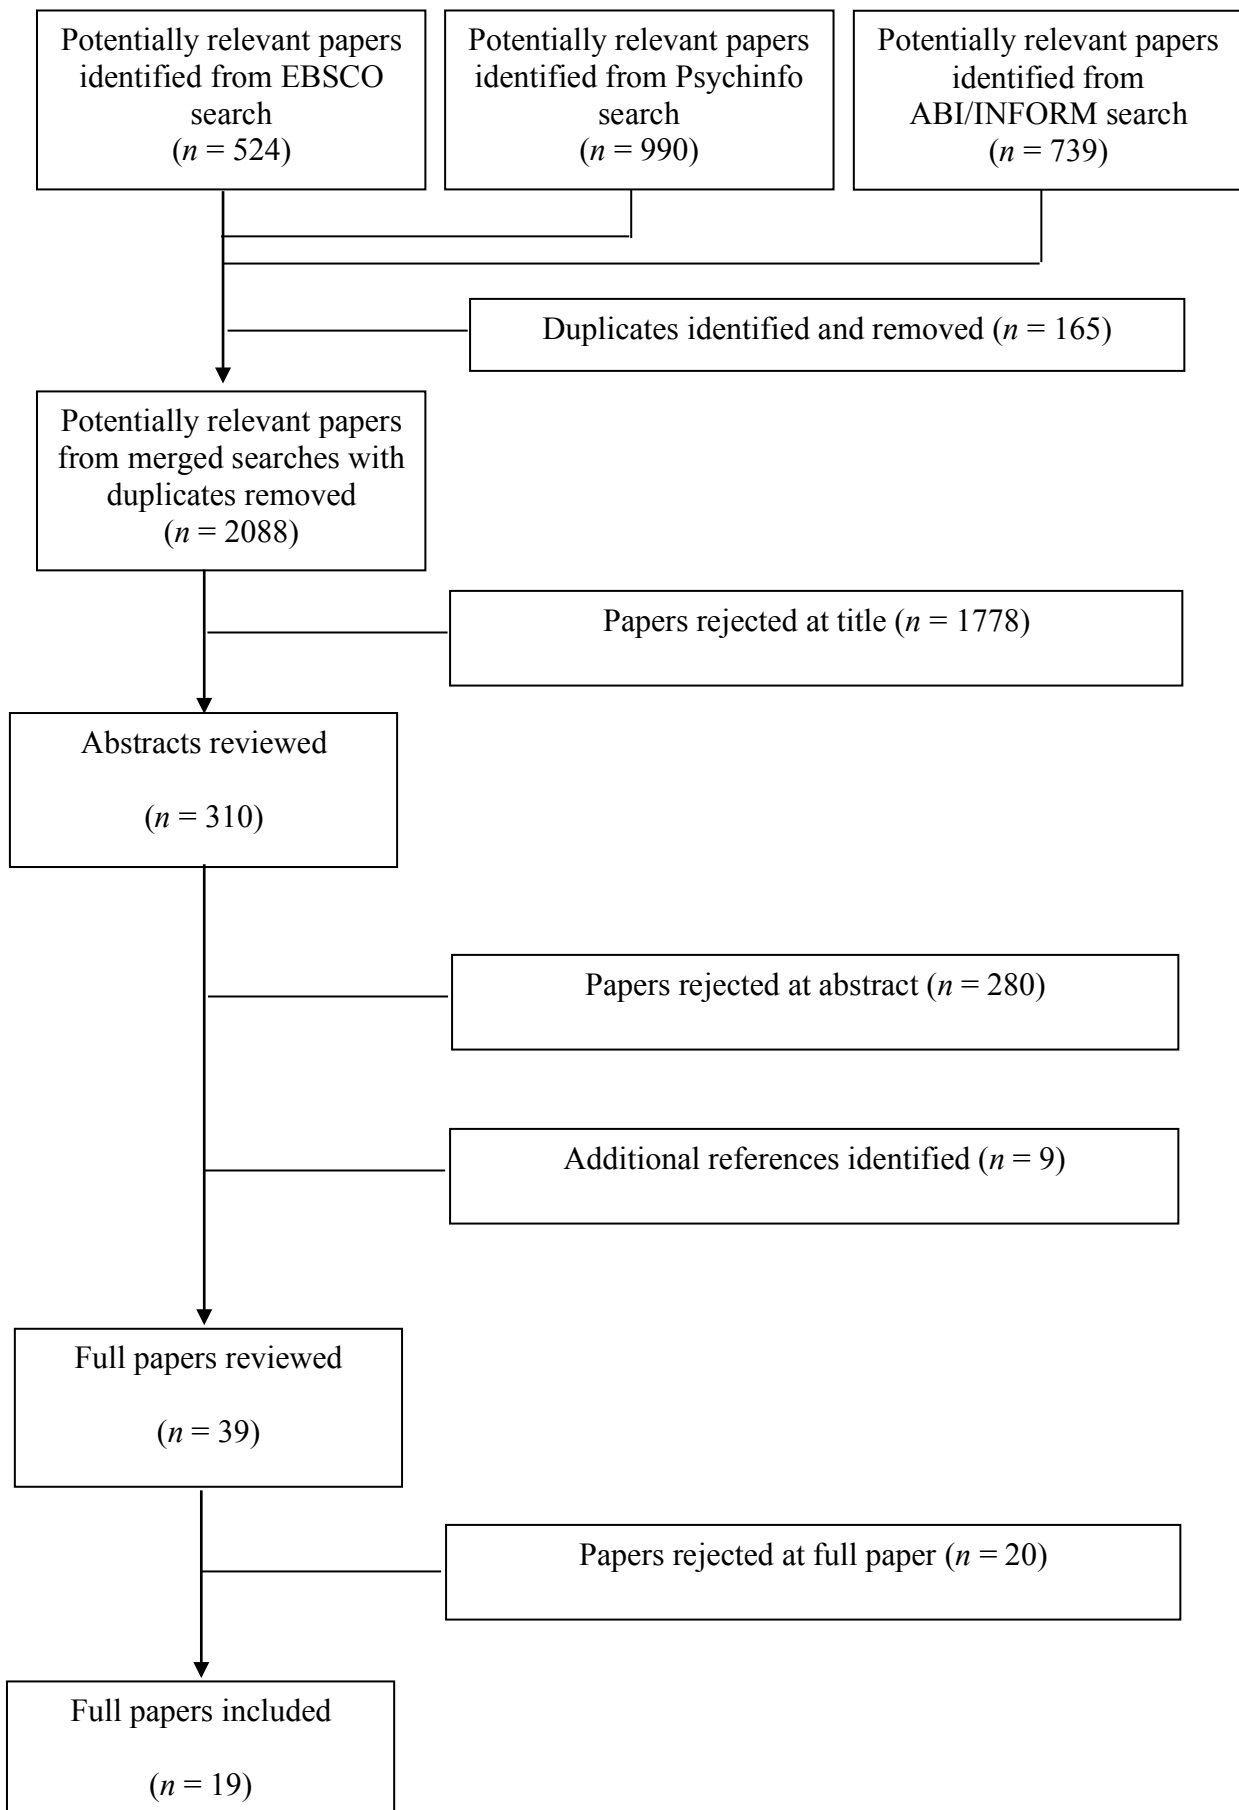 Potentially relevant papers
identified from EBSCO
search
(n = 524)
Potentially relevant papers
identified from Psychinfo
search
(n = 990)
Potentially relevant papers
identified from
ABI/INFORM search
(n = 739)
Duplicates identified and removed (n = 165)
Potentially relevant papers
from merged searches with
duplicates removed
(n = 2088)
Papers rejected at title (n = 1778)
Abstracts reviewed
(n = 310)
Papers rejected at abstract (n = 280)
Additional references identified (n = 9)
Full papers reviewed
(n = 39)
Papers rejected at full paper (n = 20)
Full papers included
(n = 19)